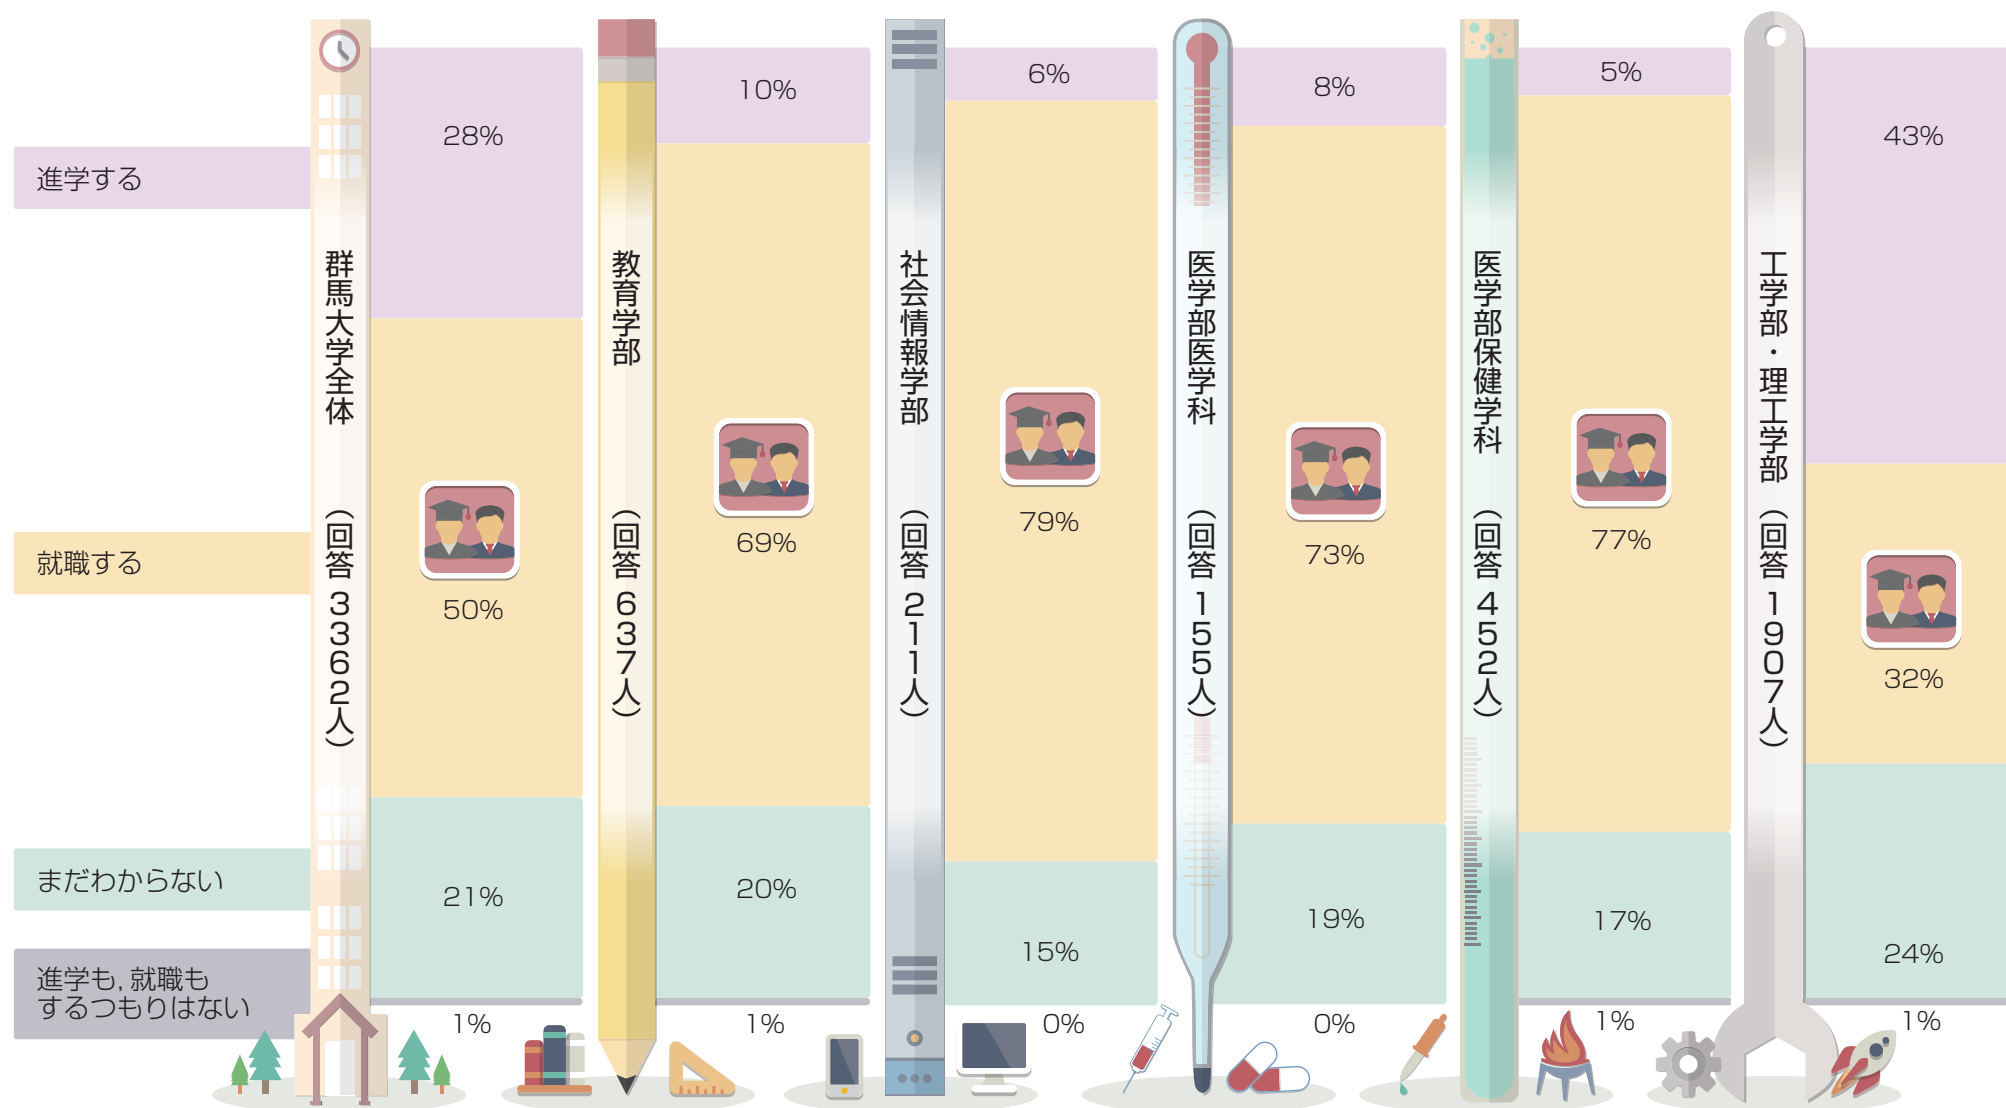 進学する
就職する
まだわからない
進学も,就職も
するつもりはない
群馬大学全体 (回答 3362人)
28%
50%
21%
1%
教育学部 (回答 637人)
10%
69%
20%
1%
社会情報学部 (回答 211人)
6%
79%
15%
0%
医学部医学科 (回答 155人)
8%
73%
19%
0%
医学部保健学科 (回答 452人)
5%
77%
17%
1%
工学部・理工学部 (回答 1907人)
43%
32%
24%
1%